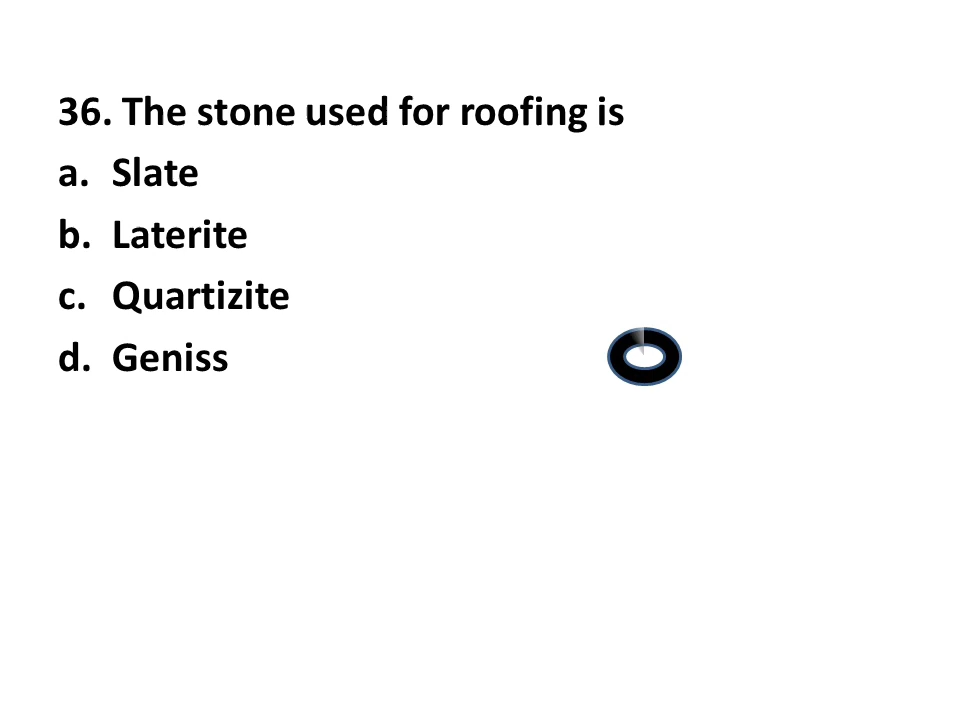 36. The stone used for roofing is
a. Slate
b. Laterite
c. Quartizite
d. Geniss